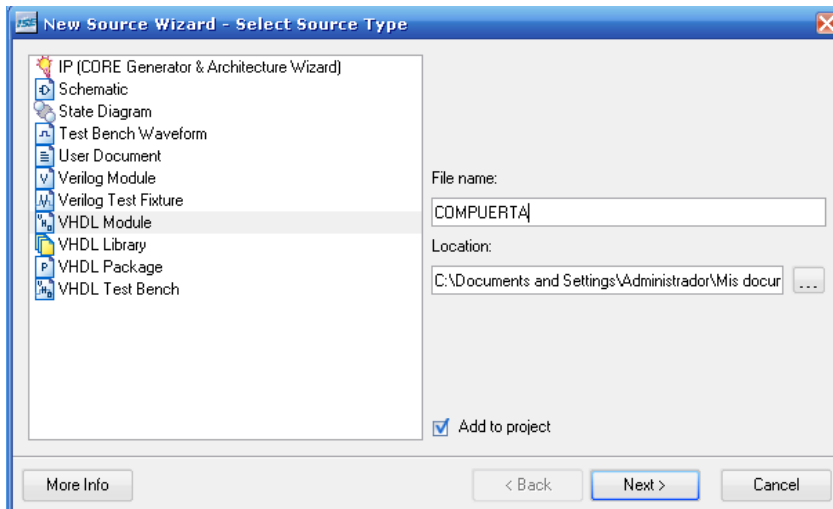 ISE New Source Wizard - Select Source Type
IP (CORE Generator & Architecture Wizard)
Schematic
State Diagram
Test Bench Waveform
User Document
Verilog Module
Verilog Test Fixture
VHDL Module
VHDL Library
VHDL Package
VHDL Test Bench
File name:
COMPUERTA
Location:
C:\Documents and Settings\Administrador\Mis docur
...
Add to project
More Info
< Back
Next >
Cancel